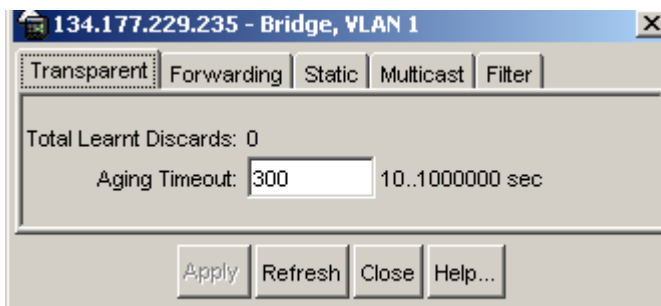 134.177.229.235 - Bridge, VLAN 1
Transparent Forwarding Static Multicast Filter
Total Learnt Discards: 0
Aging Timeout: 300 10..1000000 sec
Apply Refresh Close Help...